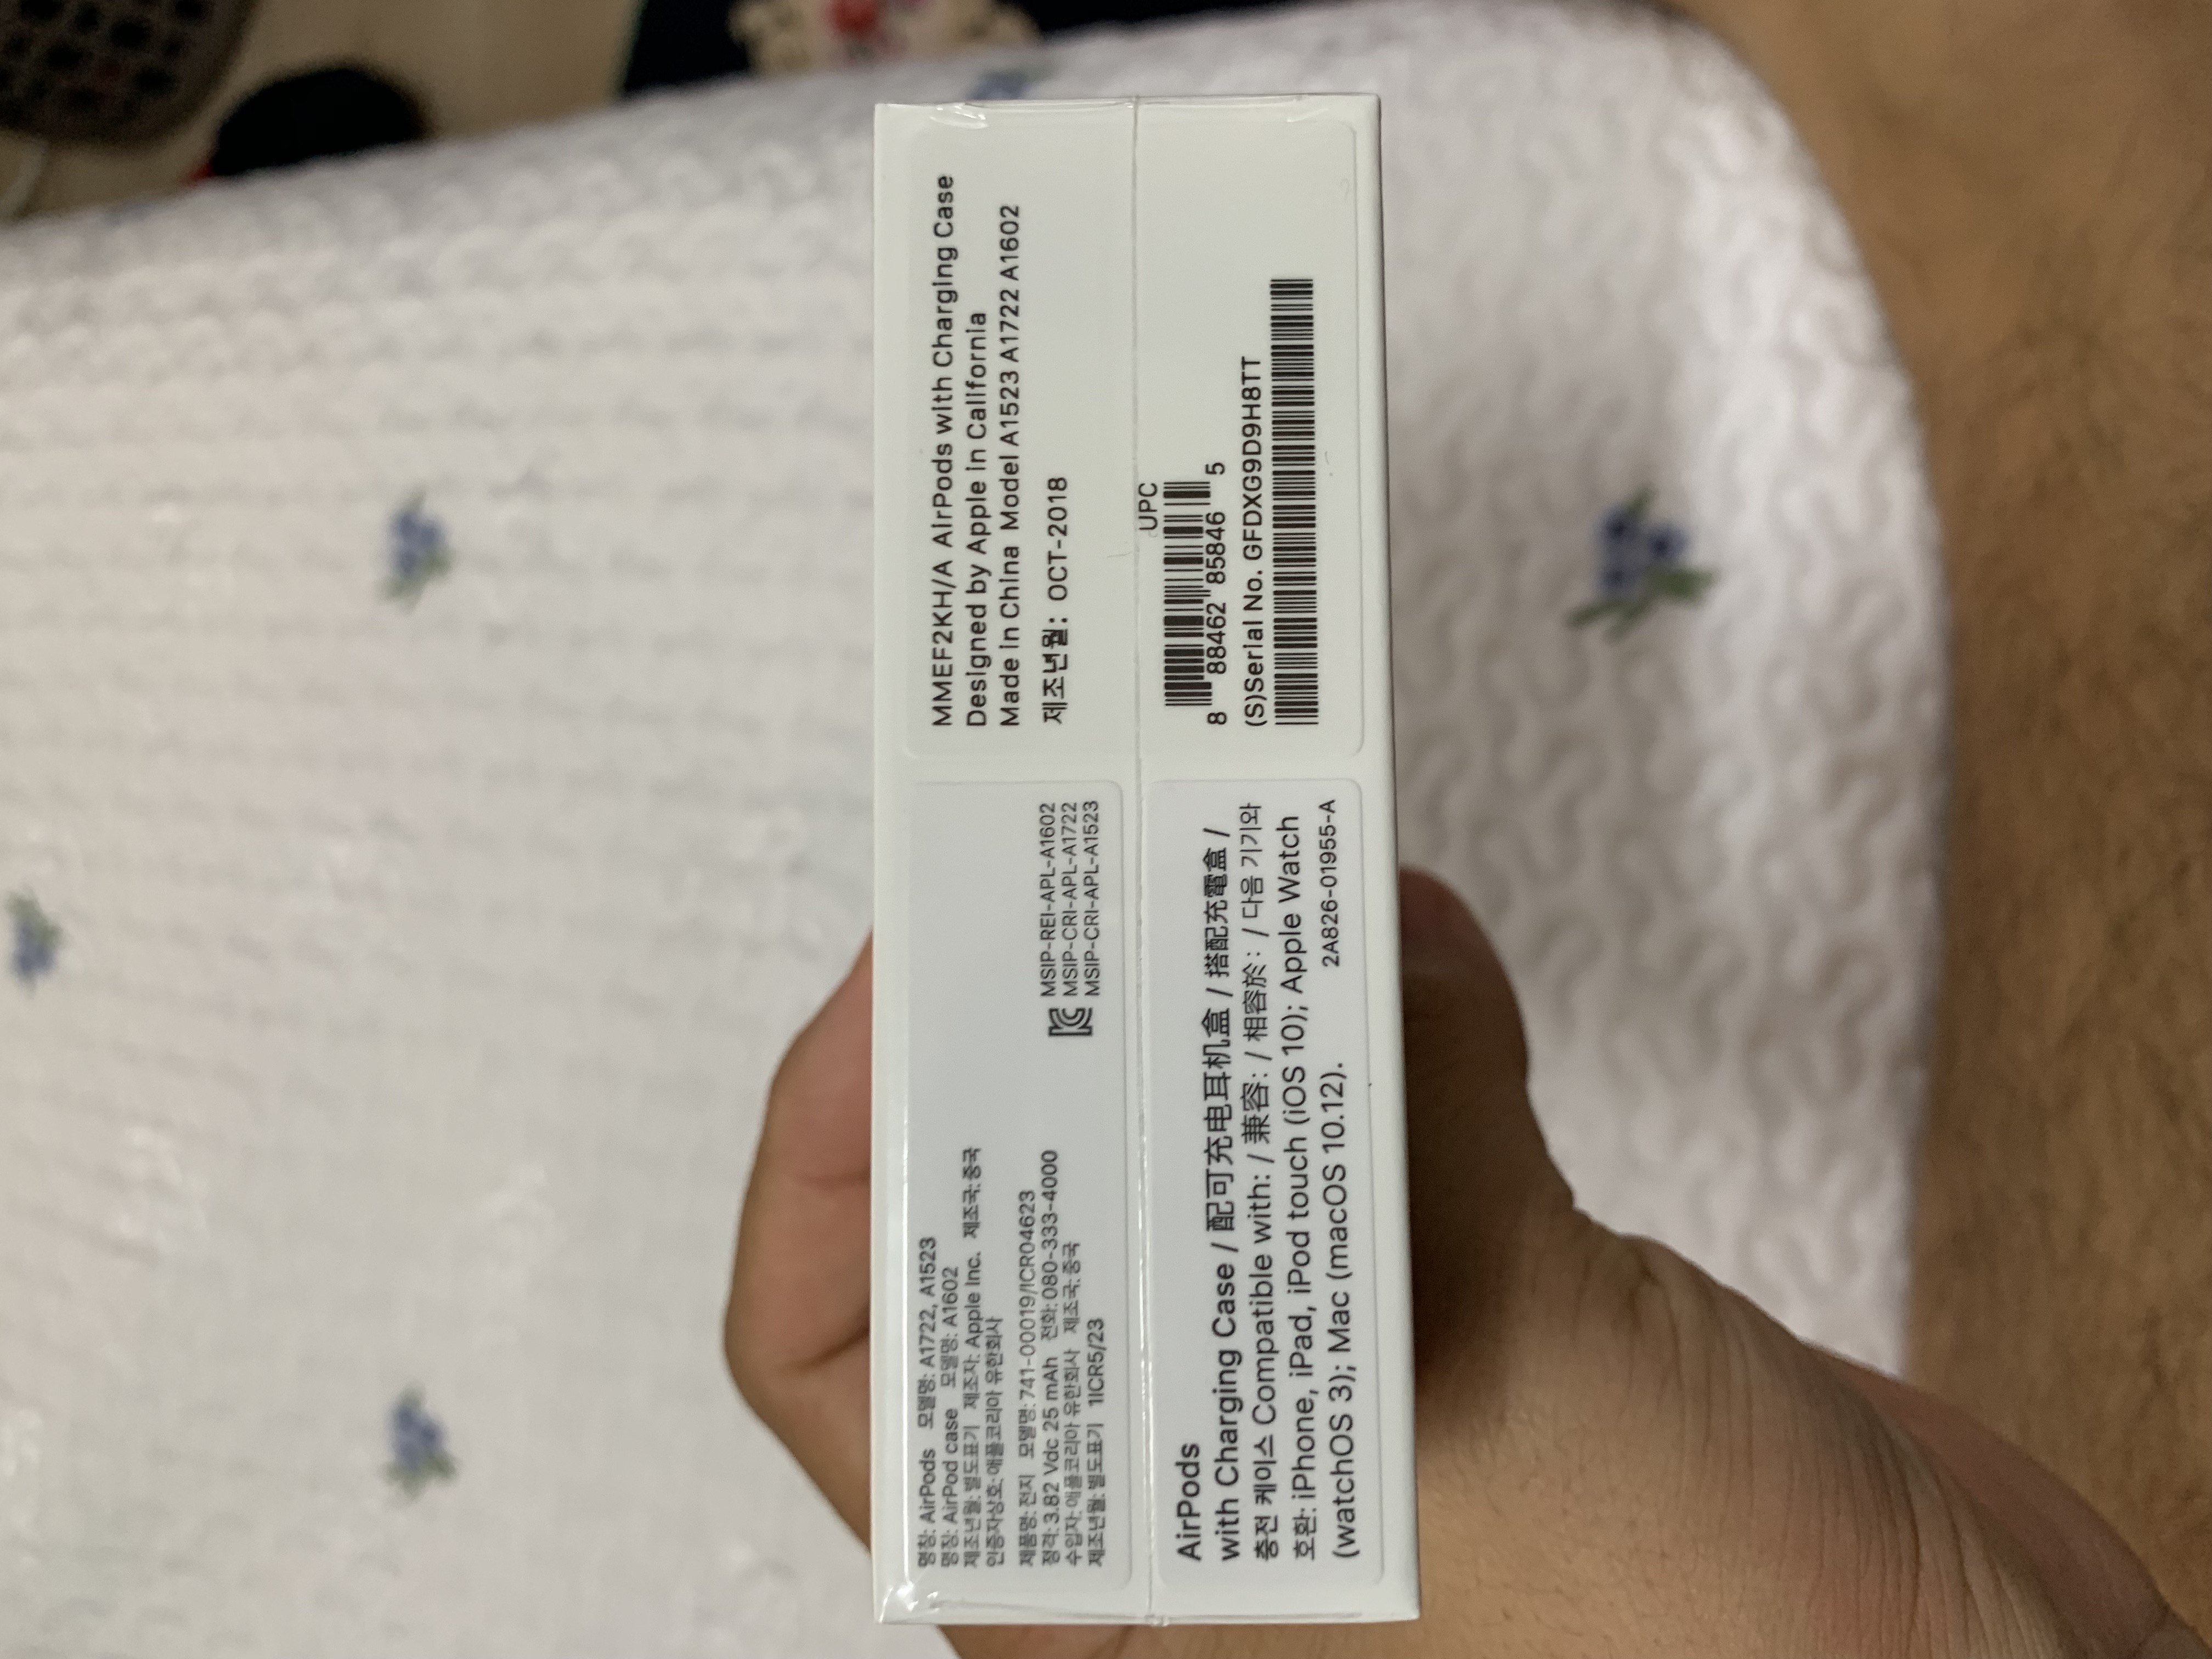 명칭: AirPods 모델명: A1722, A1523
명칭: AirPod case 모델명: A1602
제조년월: 별도표기 제조자: Apple Inc. 제조국: 중국
인증자상호: 애플코리아 유한회사
제품명: 전지 모델명: 741-00019/ICR04623
정격: 3.82 Vdc 25 mAh 전화: 080-333-4000
수입자: 애플코리아 유한회사 제조국: 중국
제조년월: 별도표기 1ICR5/23
MSIP-REI-APL-A1602
MSIP-CRI-APL-A1722
MSIP-CRI-APL-A1523
MMEF2KH/A AirPods with Charging Case
Designed by Apple in California
Made in China Model A1523 A1722 A1602
제조년월: OCT-2018
AirPods
with Charging Case / 配可充电耳机盒 / 搭配充電盒 /
충전 케이스 Compatible with: / 兼容: / 相容於: / 다음 기기와
호환: iPhone, iPad, iPod touch (iOS 10); Apple Watch
(watchOS 3); Mac (macOS 10.12).
2A826-01955-A
UPC
8 88462 85846 5
(S)Serial No. GFDXG9D9H8TT